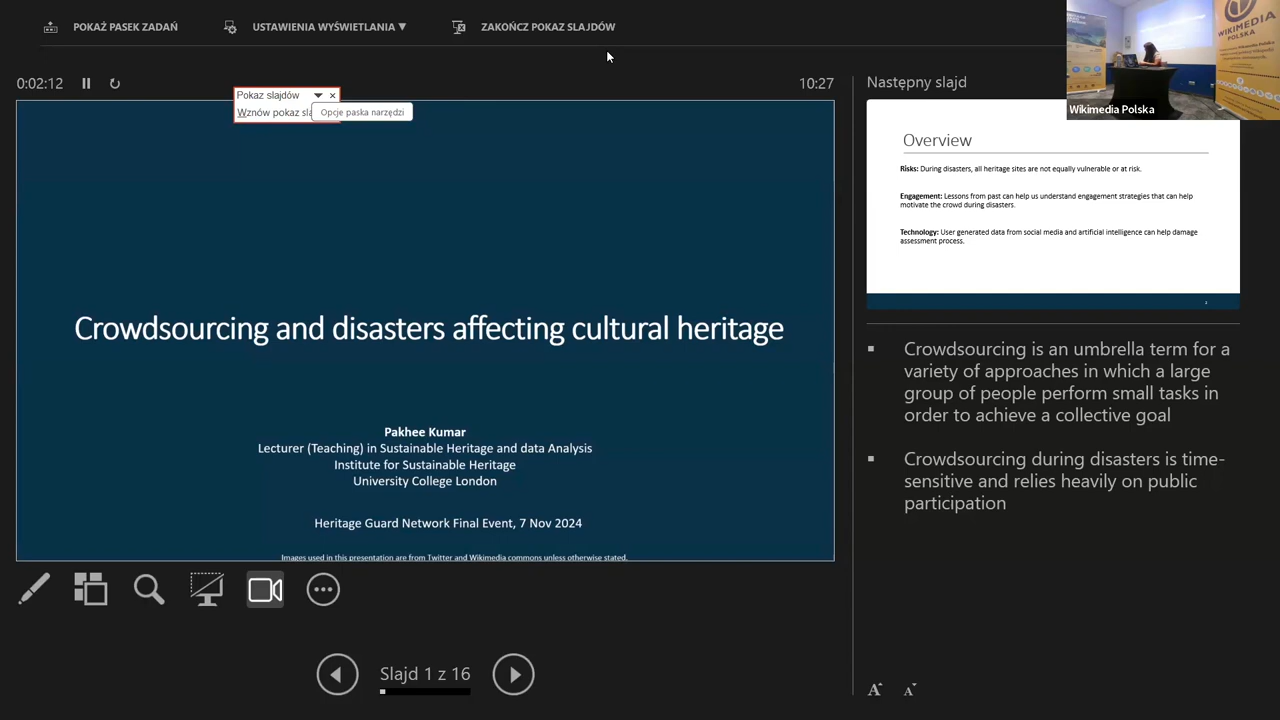 POKAŻ PASEK ZADAŃ
USTAWIENIA WYŚWIETLANIA ▼
ZAKOŃCZ POKAZ SLAJDÓW
0:02:12
10:27
Pokaz slajdów
Wznów pokaz sla
Opcje paska narzędzi
Crowdsourcing and disasters affecting cultural heritage
Pakhee Kumar
Lecturer (Teaching) in Sustainable Heritage and data Analysis
Institute for Sustainable Heritage
University College London
Heritage Guard Network Final Event, 7 Nov 2024
Images used in this presentation are from Twitter and Wikimedia commons unless otherwise stated.
Slajd 1 z 16
Następny slajd
WIKIMEDIA
POLSKA
Wikimedia Polska
Overview
Risks: During disasters, all heritage sites are not equally vulnerable or at risk.
Engagement: Lessons from past can help us understand engagement strategies that can help
motivate the crowd during disasters.
Technology: User generated data from social media and artificial intelligence can help damage
assessment process.
▪ Crowdsourcing is an umbrella term for a
variety of approaches in which a large
group of people perform small tasks in
order to achieve a collective goal
▪ Crowdsourcing during disasters is time-
sensitive and relies heavily on public
participation
A A